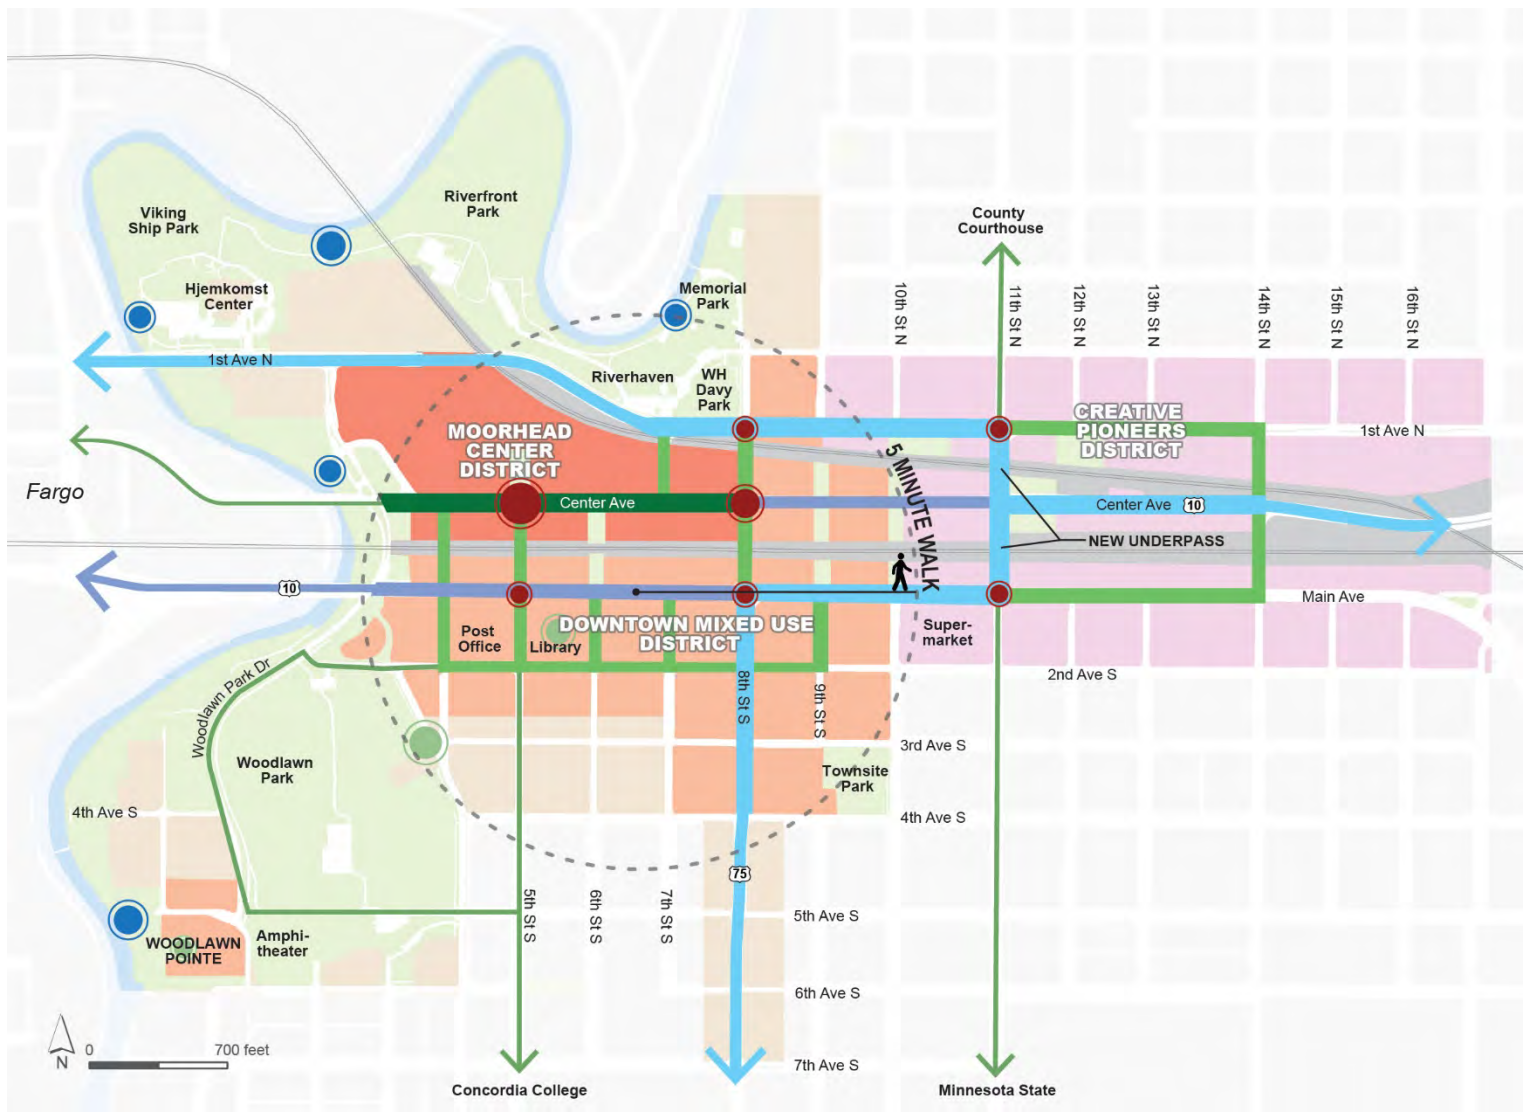 Riverfront
Park
Viking
Ship Park
County
Courthouse
Hjemkomst
Center
Memorial
Park
10th St N
11th St N
12th St N
13th St N
14th St N
15th St N
16th St N
1st Ave N
Riverhaven
WH
Davy
Park
MOORHEAD
CENTER
DISTRICT
CREATIVE
PIONEERS
DISTRICT
1st Ave N
5 MINUTE WALK
Fargo
Center Ave
Center Ave
10
NEW UNDERPASS
10
Main Ave
Post
Office
Library
DOWNTOWN MIXED USE
DISTRICT
Super-
market
2nd Ave S
Woodlawn Park Dr
8th St S
9th St S
3rd Ave S
Woodlawn
Park
Townsite
Park
4th Ave S
4th Ave S
75
5th St S
6th St S
7th St S
5th Ave S
WOODLAWN
POINTE
Amphi-
theater
6th Ave S
N
0
700 feet
7th Ave S
Concordia College
Minnesota State